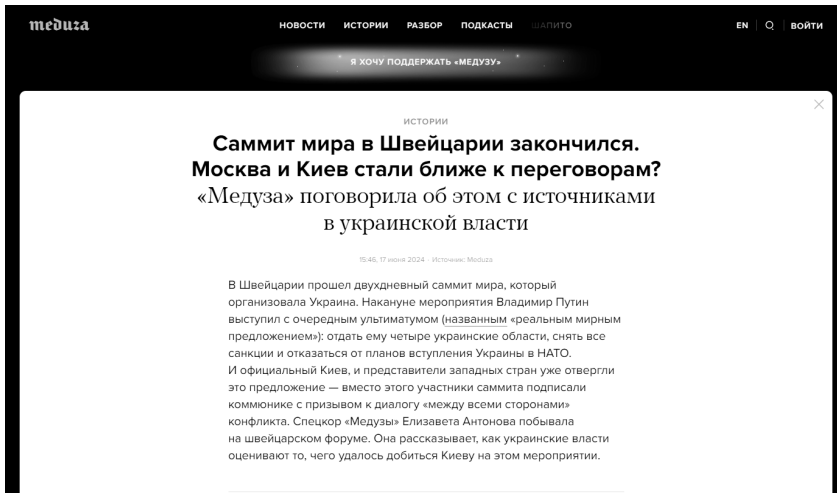 meduza
НОВОСТИ ИСТОРИИ РАЗБОР ПОДКАСТЫ ШАПИТО
EN ВОЙТИ
Я ХОЧУ ПОДДЕРЖАТЬ «МЕДУЗУ»
ИСТОРИИ
Саммит мира в Швейцарии закончился.
Москва и Киев стали ближе к переговорам?
«Медуза» поговорила об этом с источниками
в украинской власти
15:46, 17 июня 2024 · Источник: Meduza
В Швейцарии прошел двухдневный саммит мира, который
организовала Украина. Накануне мероприятия Владимир Путин
выступил с очередным ультиматумом (названным «реальным мирным
предложением»): отдать ему четыре украинские области, снять все
санкции и отказаться от планов вступления Украины в НАТО.
И официальный Киев, и представители западных стран уже отвергли
это предложение — вместо этого участники саммита подписали
коммюнике с призывом к диалогу «между всеми сторонами»
конфликта. Спецкор «Медузы» Елизавета Антонова побывала
на швейцарском форуме. Она рассказывает, как украинские власти
оценивают то, чего удалось добиться Киеву на этом мероприятии.